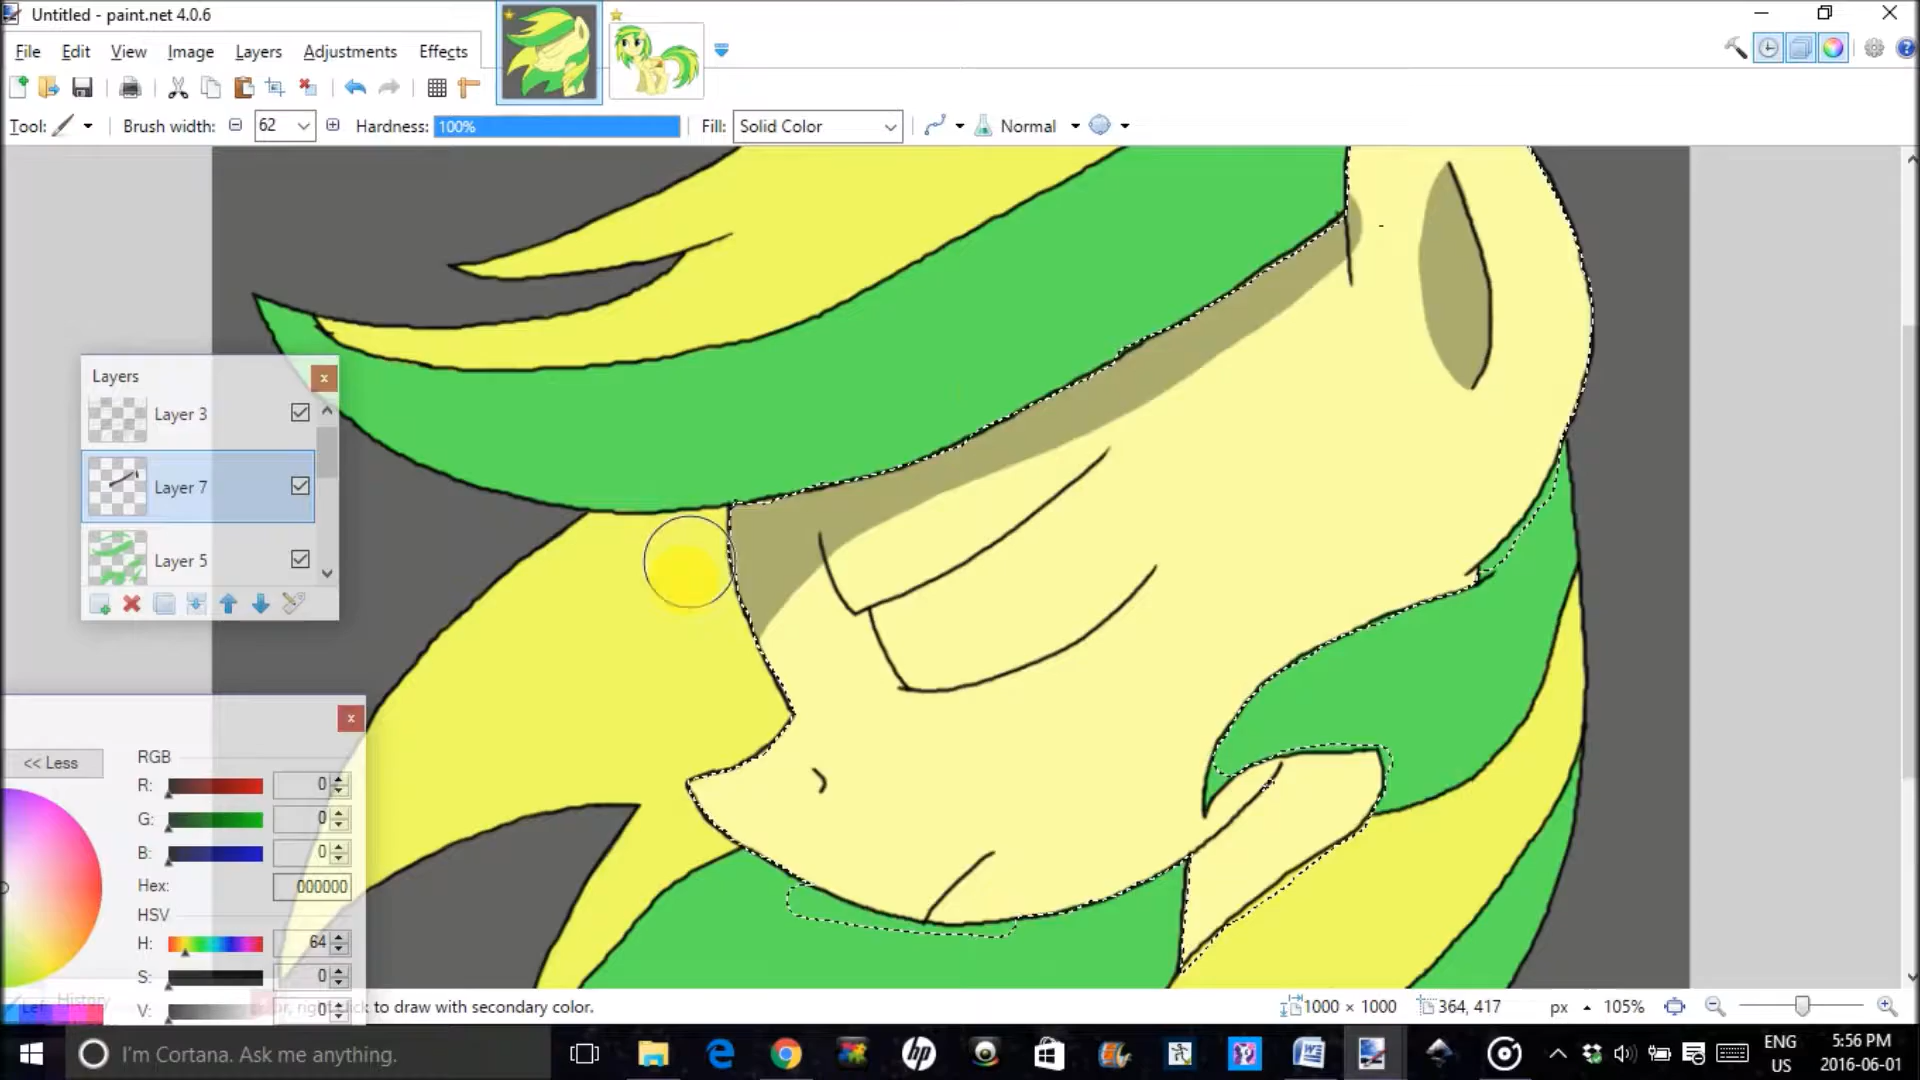 Untitled - paint.net 4.0.6
File Edit View Image Layers Adjustments Effects
Tool: Brush width: 62 Hardness: 100% Fill: Solid Color Normal
Layers x
Layer 3
Layer 7
Layer 5
x
<< Less RGB
R: 0
G: 0
B: 0
Hex: 000000
HSV
H: 64
S: 0
V: 0
History
to draw with secondary color. 1000 × 1000 364, 417 px 105%
I'm Cortana. Ask me anything.
hp
ENG 5:56 PM
US 2016-06-01